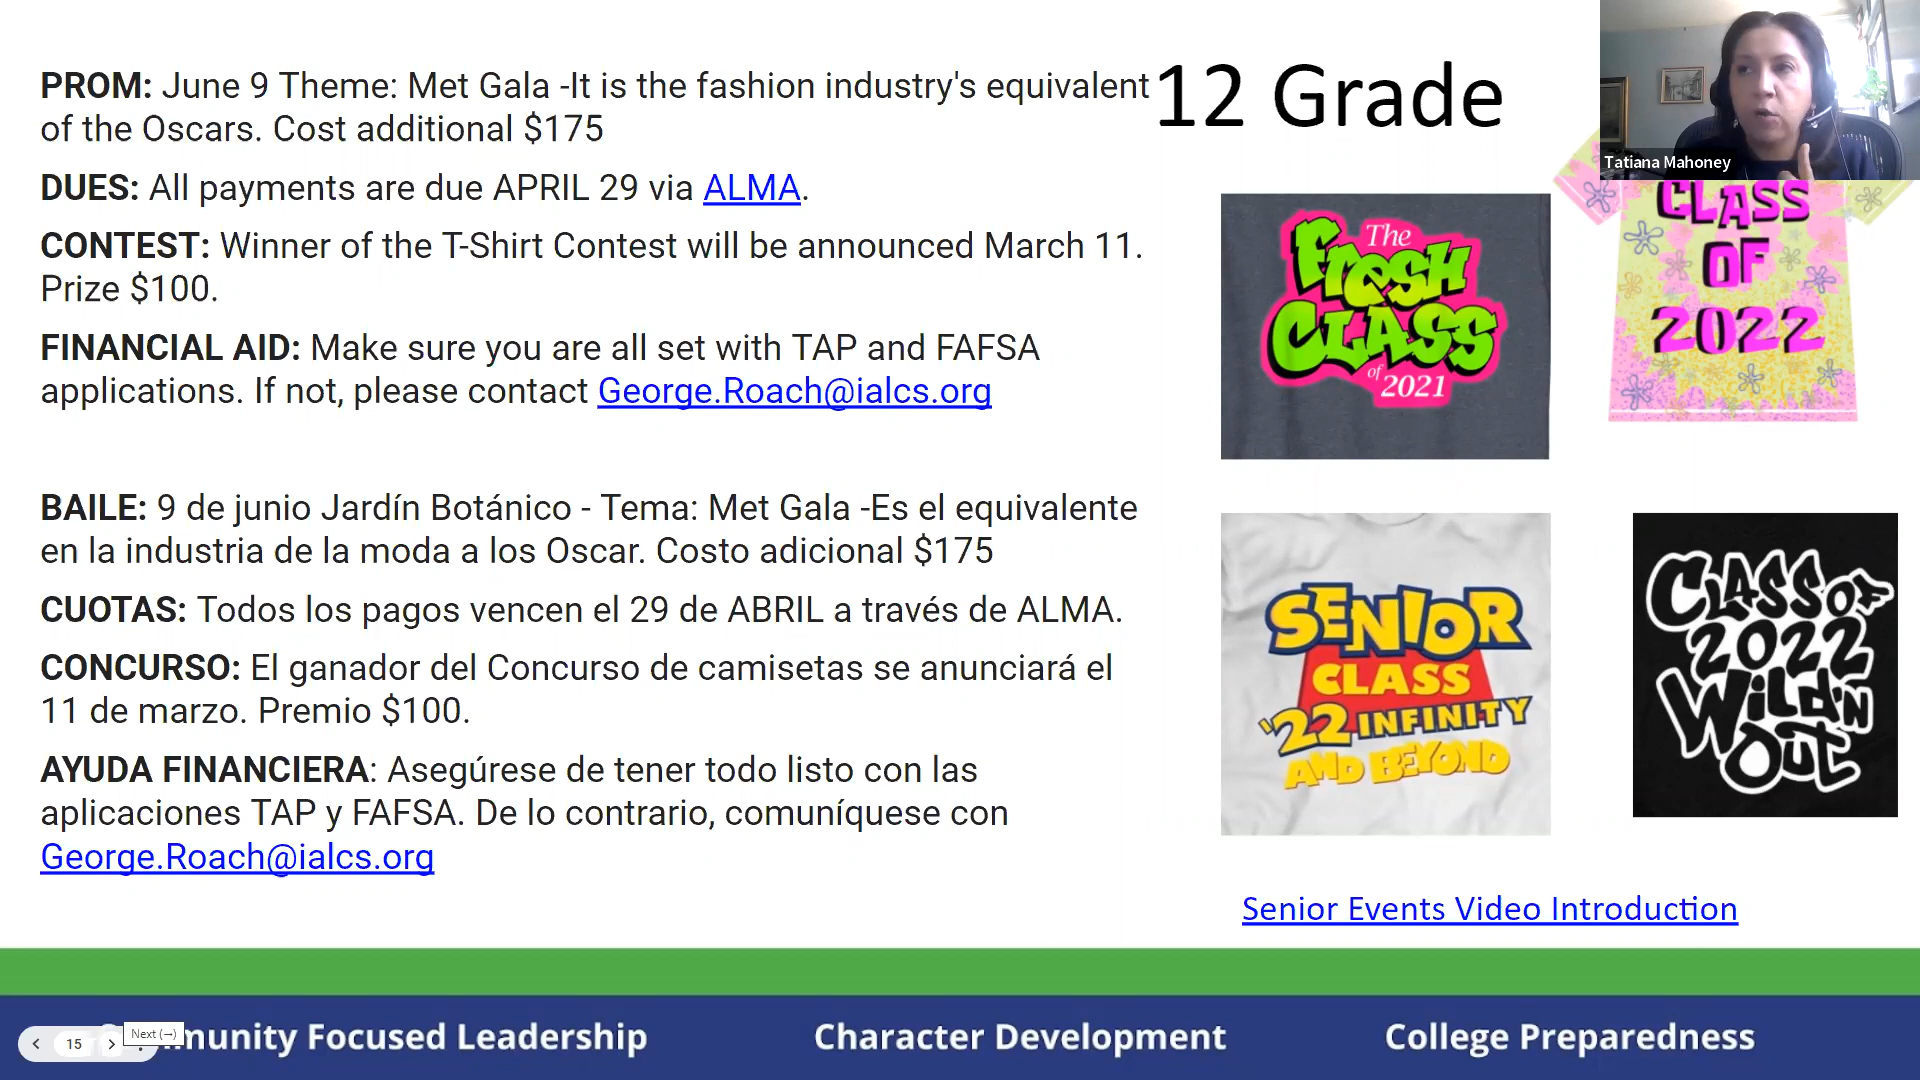 PROM: June 9 Theme: Met Gala -It is the fashion industry's equivalent
of the Oscars. Cost additional $175
DUES: All payments are due APRIL 29 via ALMA.
CONTEST: Winner of the T-Shirt Contest will be announced March 11.
Prize $100.
FINANCIAL AID: Make sure you are all set with TAP and FAFSA
applications. If not, please contact George.Roach@ialcs.org
BAILE: 9 de junio Jardín Botánico - Tema: Met Gala -Es el equivalente
en la industria de la moda a los Oscar. Costo adicional $175
CUOTAS: Todos los pagos vencen el 29 de ABRIL a través de ALMA.
CONCURSO: El ganador del Concurso de camisetas se anunciará el
11 de marzo. Premio $100.
AYUDA FINANCIERA: Asegúrese de tener todo listo con las
aplicaciones TAP y FAFSA. De lo contrario, comuníquese con
George.Roach@ialcs.org
12 Grade
Tatiana Mahoney
The
Fresh
CLASS
of 2021
CLASS
OF
2022
SENIOR
CLASS
'22 INFINITY
AND BEYOND
CLASS OF
2022
Wild'n
Out
Senior Events Video Introduction
15
Next (→)
munity Focused Leadership
Character Development
College Preparedness